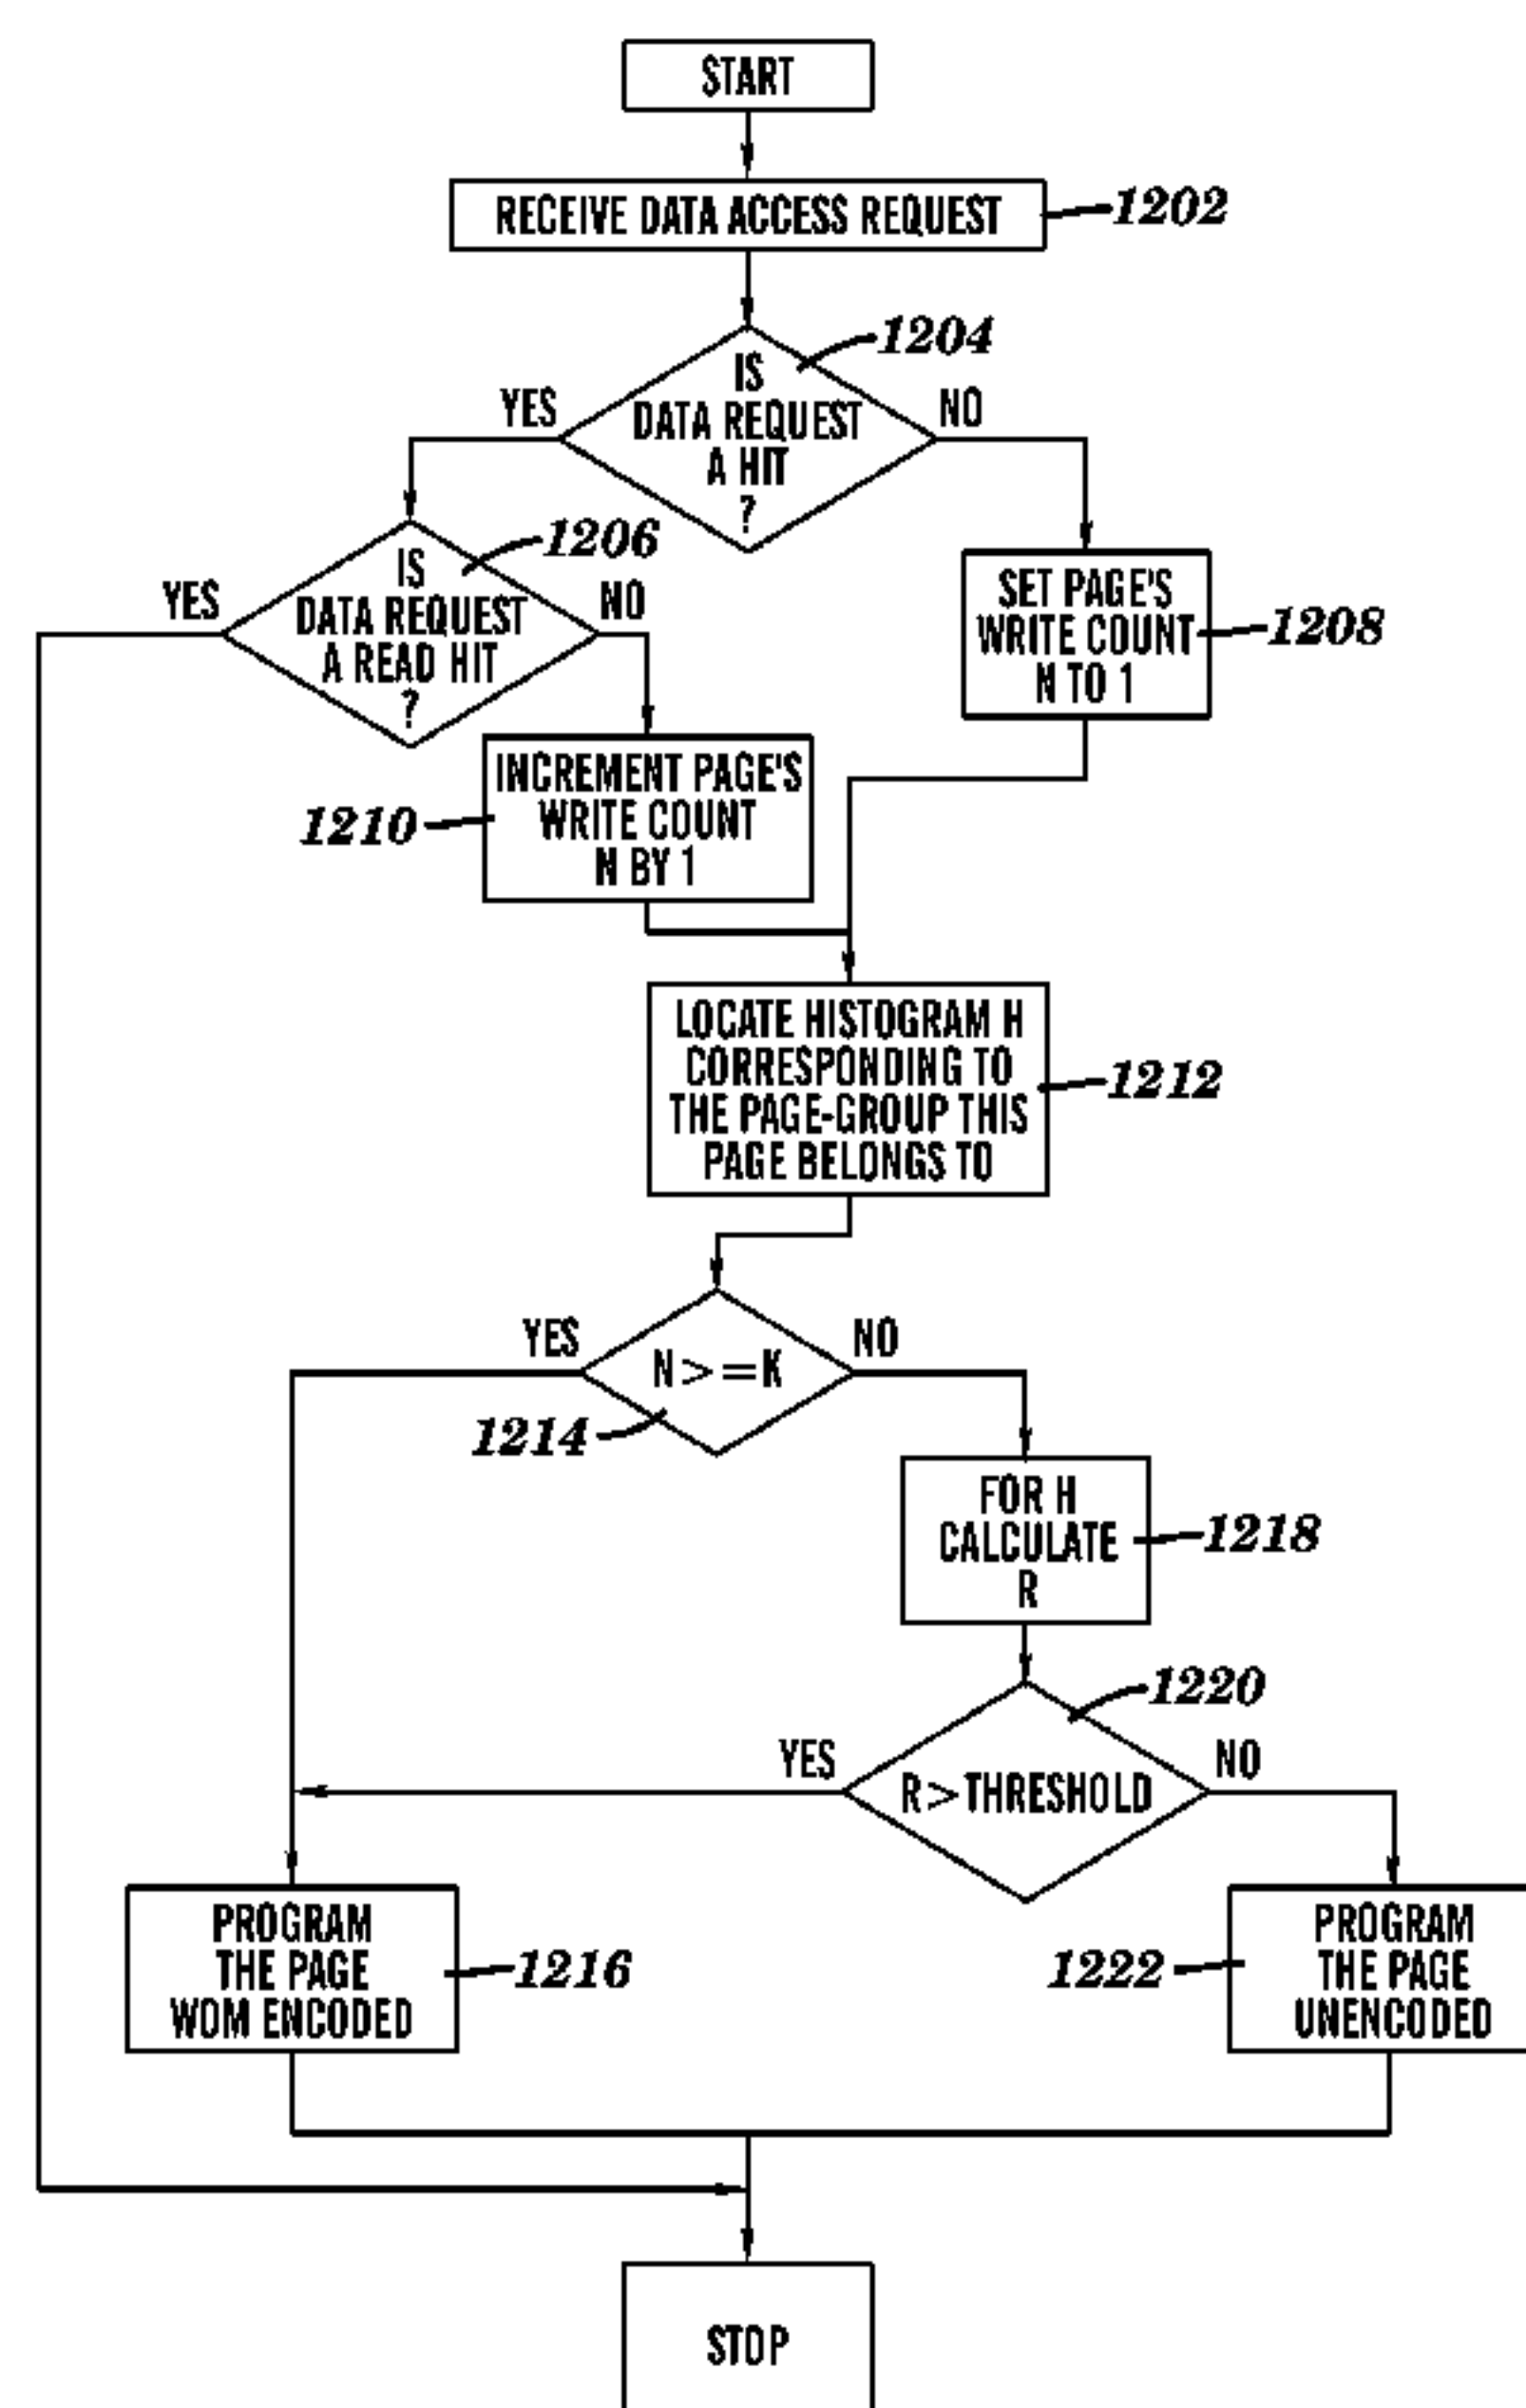 START
RECEIVE DATA ACCESS REQUEST
1202
IS
DATA REQUEST
A HIT
?
1204
YES
NO
IS
DATA REQUEST
A READ HIT
?
1206
YES
NO
SET PAGE'S
WRITE COUNT
N TO 1
1208
INCREMENT PAGE'S
WRITE COUNT
N BY 1
1210
LOCATE HISTOGRAM H
CORRESPONDING TO
THE PAGE-GROUP THIS
PAGE BELONGS TO
1212
YES
N>=K
NO
1214
FOR H
CALCULATE
R
1218
1220
YES
R>THRESHOLD
NO
PROGRAM
THE PAGE
WOM ENCODED
1216
PROGRAM
THE PAGE
UNENCODED
1222
STOP